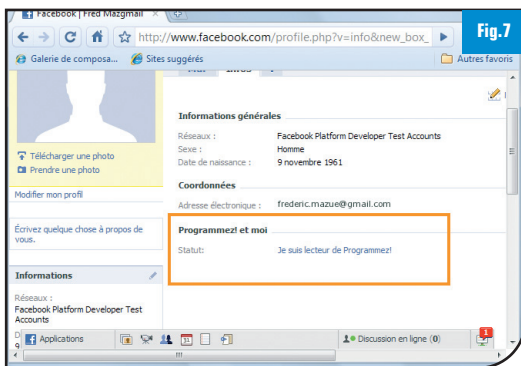 Facebook | Fred Mazgmail
Fig.7
http://www.facebook.com/profile.php?v=info&new_box_
Galerie de composa... Sites suggérés Autres favoris
Infos
Informations générales
Réseaux : Facebook Platform Developer Test Accounts
Sexe : Homme
Date de naissance : 9 novembre 1961
Télécharger une photo
Prendre une photo
Modifier mon profil
Coordonnées
Adresse électronique : frederic.mazue@gmail.com
Écrivez quelque chose à propos de
vous.
Programmez! et moi
Statut: Je suis lecteur de Programmez!
Informations
Réseaux :
Facebook Platform Developer Test
Accounts
D
9
Applications 31 Discussion en ligne (0) 1